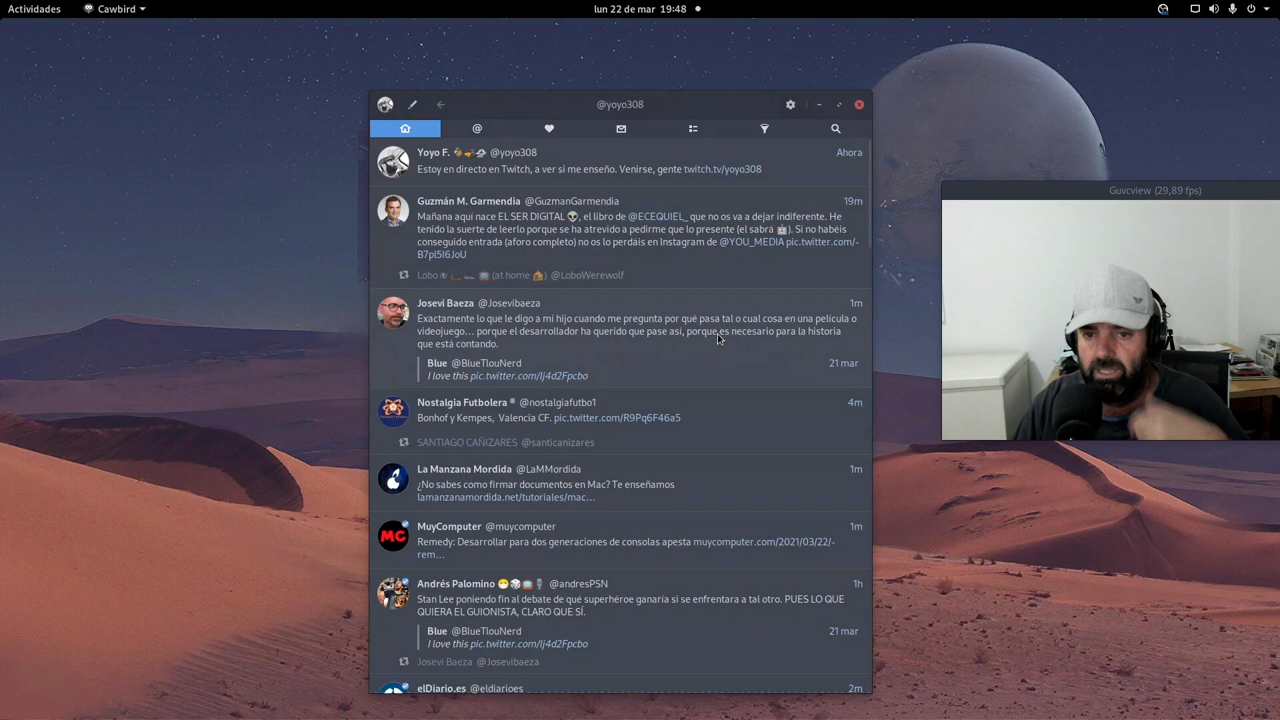 Actividades Cawbird lun 22 de mar 19:48
@yoyo308
@
Yoyo F. @yoyo308 Ahora
Estoy en directo en Twitch, a ver si me enseño. Venirse, gente twitch.tv/yoyo308
Guzmán M. Garmendia @GuzmanGarmendia 19m
Mañana aquí nace EL SER DIGITAL 👽, el libro de @ECEQUIEL_ que no os va a dejar indiferente. He
tenido la suerte de leerlo porque se ha atrevido a pedirme que lo presente (el sabrá 🤖). Si no habéis
conseguido entrada (aforo completo) no os lo perdáis en Instagram de @YOU_MEDIA pic.twitter.com/-
B7pl5I6JoU
Lobo (at home 🏠) @LoboWerewolf
Josevi Baeza @Josevibaeza 1m
Exactamente lo que le digo a mi hijo cuando me pregunta por qué pasa tal o cual cosa en una película o
videojuego... porque el desarrollador ha querido que pase así, porque es necesario para la historia
que está contando.
Blue @BlueTlouNerd 21 mar
I love this pic.twitter.com/Ij4d2Fpcbo
Nostalgia Futbolera ® @nostalgiafutbo1 4m
Bonhof y Kempes, Valencia CF. pic.twitter.com/R9Pq6F46a5
SANTIAGO CAÑIZARES @santicanizares
La Manzana Mordida @LaMMordida 1m
¿No sabes como firmar documentos en Mac? Te enseñamos
lamanzanamordida.net/tutoriales/mac...
MuyComputer @muycomputer 1m
Remedy: Desarrollar para dos generaciones de consolas apesta muycomputer.com/2021/03/22/-
rem...
MC
Andrés Palomino @andresPSN 1h
Stan Lee poniendo fin al debate de qué superhéroe ganaría si se enfrentara a tal otro. PUES LO QUE
QUIERA EL GUIONISTA, CLARO QUE SÍ.
Blue @BlueTlouNerd 21 mar
I love this pic.twitter.com/Ij4d2Fpcbo
Josevi Baeza @Josevibaeza
elDiario.es @eldiarioes 2m
Guvcview (29,89 fps)